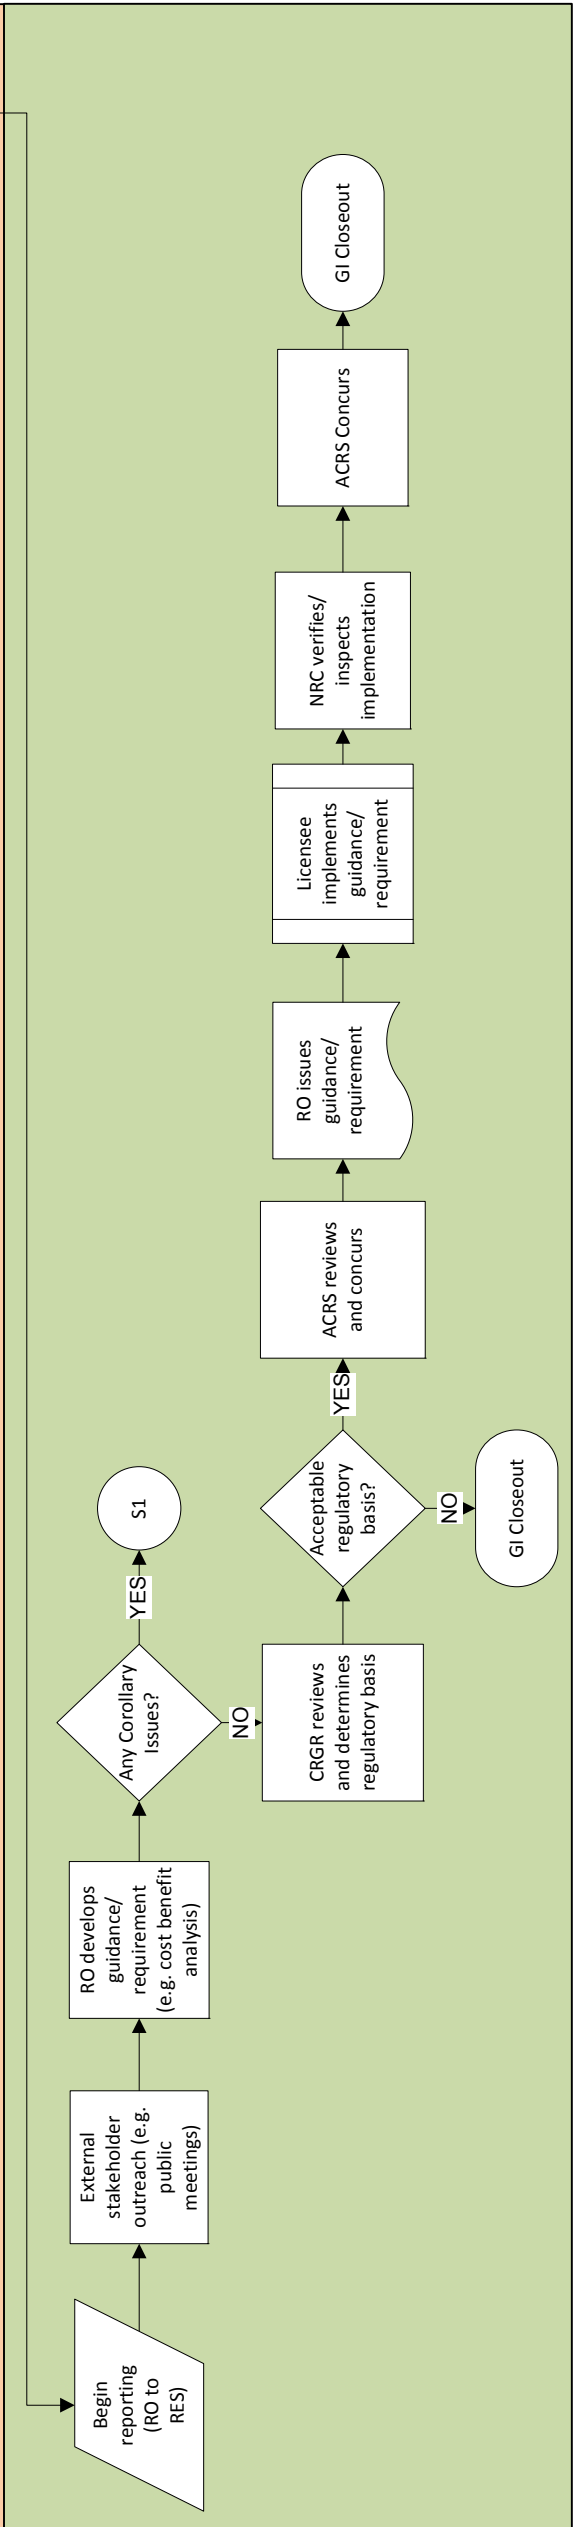 Begin
reporting
(RO to
RES)
External
stakeholder
outreach (e.g.
public
meetings)
RO develops
guidance/
requirement
(e.g. cost benefit
analysis)
Any Corollary
Issues?
YES
S1
NO
CRGR reviews
and determines
regulatory basis
Acceptable
regulatory
basis?
NO
GI Closeout
YES
ACRS reviews
and concurs
RO issues
guidance/
requirement
Licensee
implements
guidance/
requirement
NRC verifies/
inspects
implementation
ACRS Concurs
GI Closeout